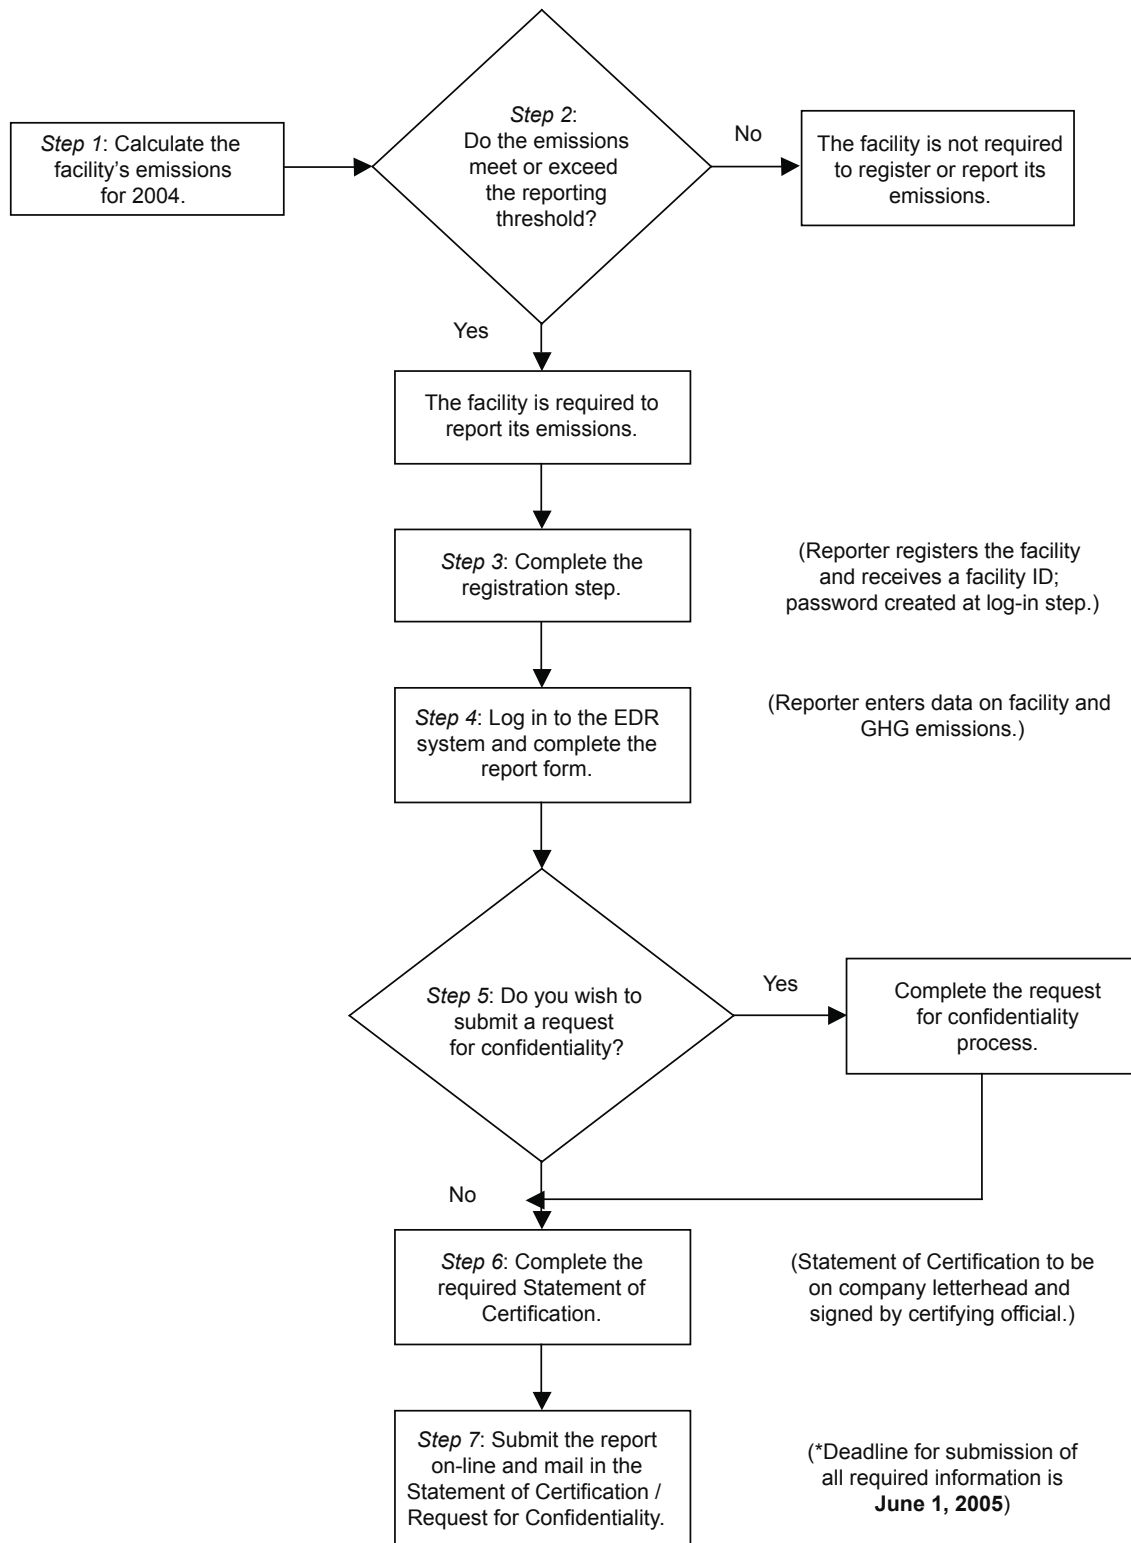 Step 1: Calculate the
facility's emissions
for 2004.
Step 2:
Do the emissions
meet or exceed
the reporting
threshold?
No
The facility is not required
to register or report its
emissions.
Yes
The facility is required to
report its emissions.
Step 3: Complete the
registration step.
(Reporter registers the facility
and receives a facility ID;
password created at log-in step.)
Step 4: Log in to the EDR
system and complete the
report form.
(Reporter enters data on facility and
GHG emissions.)
Step 5: Do you wish to
submit a request
for confidentiality?
Yes
Complete the request
for confidentiality
process.
No
Step 6: Complete the
required Statement of
Certification.
(Statement of Certification to be
on company letterhead and
signed by certifying official.)
Step 7: Submit the report
on-line and mail in the
Statement of Certification /
Request for Confidentiality.
(*Deadline for submission of
all required information is
June 1, 2005)